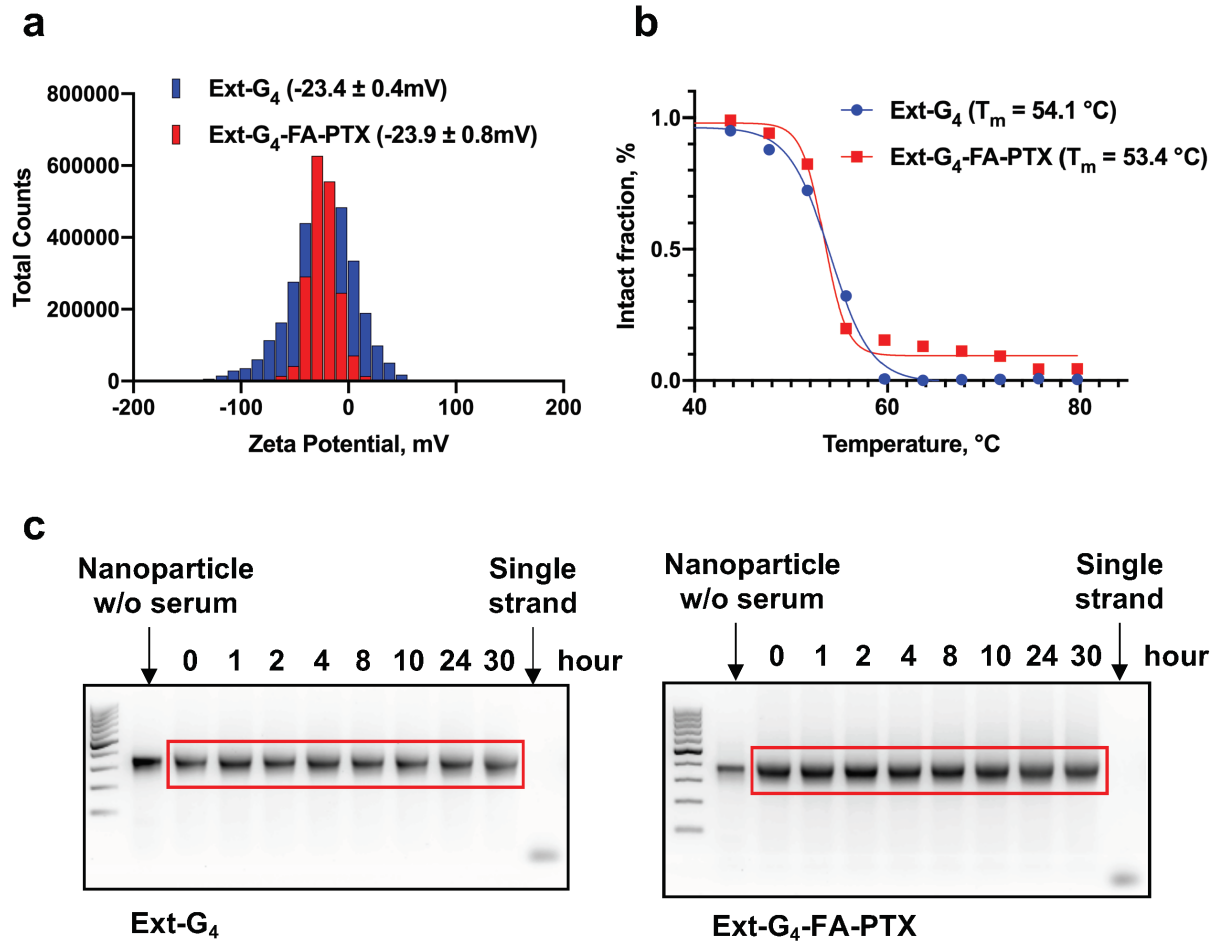 a
Ext-G4 (-23.4 ± 0.4mV)
Ext-G4-FA-PTX (-23.9 ± 0.8mV)
800000
600000
400000
200000
0
Total Counts
-200 -100 0 100 200
Zeta Potential, mV
b
Ext-G4 (Tm = 54.1 °C)
Ext-G4-FA-PTX (Tm = 53.4 °C)
1.0
0.5
0.0
Intact fraction, %
40 60 80
Temperature, °C
c
Nanoparticle
w/o serum
Single
strand
0 1 2 4 8 10 24 30 hour
Ext-G4
Nanoparticle
w/o serum
Single
strand
0 1 2 4 8 10 24 30 hour
Ext-G4-FA-PTX